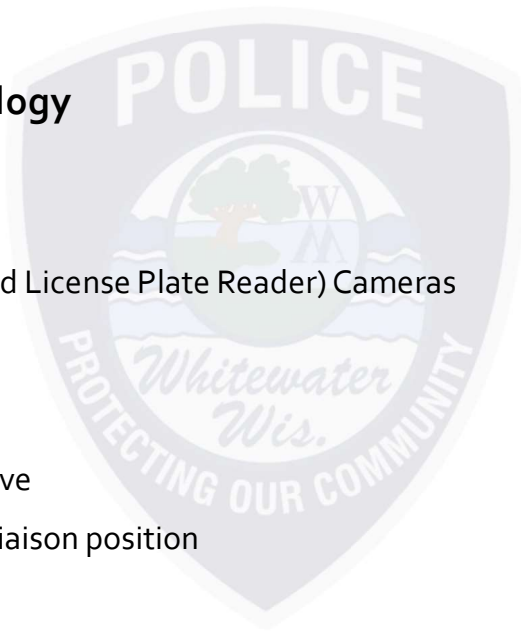 POLICE
logy
W
d License Plate Reader) Cameras
Whitewater
Wis.
PROTECTING OUR COMMUNITY
ve
iaison position